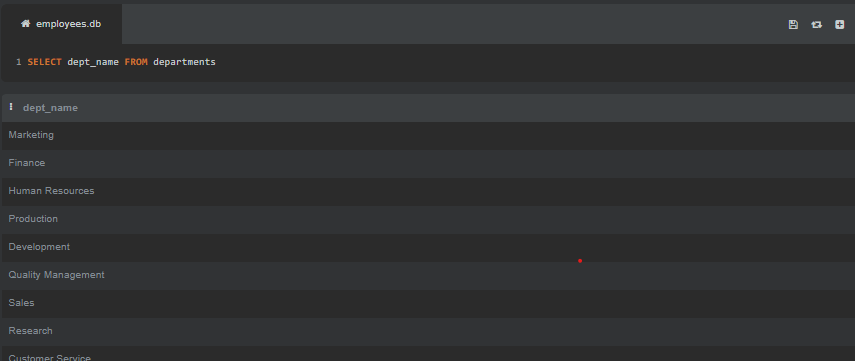 employees.db
1 SELECT dept_name FROM departments
! dept_name
Marketing
Finance
Human Resources
Production
Development
Quality Management
Sales
Research
Customer Service